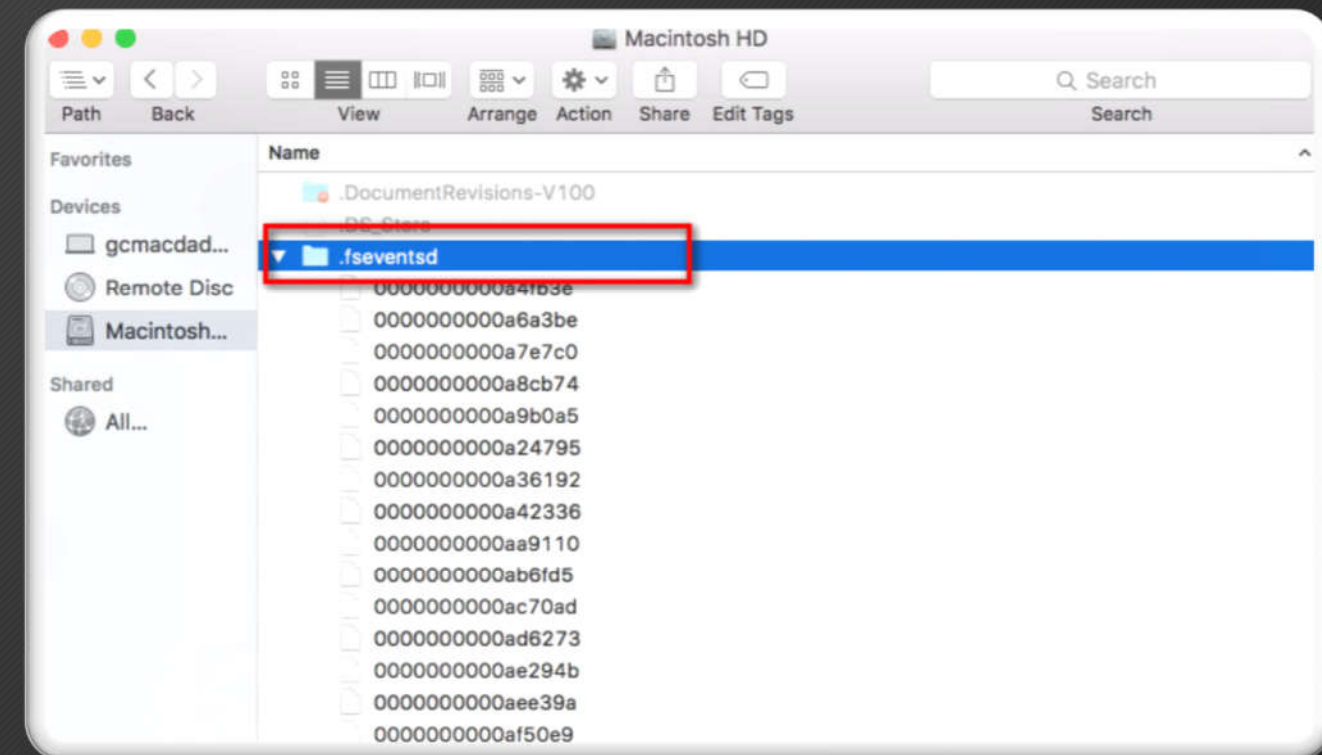 Macintosh HD
Path Back View Arrange Action Share Edit Tags Search
Search
Favorites
Devices
gcmacdad...
Remote Disc
Macintosh...
Shared
All...
Name
.DocumentRevisions-V100
.DS_Store
.fseventsd
0000000000a4fb3e
0000000000a6a3be
0000000000a7e7c0
0000000000a8cb74
0000000000a9b0a5
0000000000a24795
0000000000a36192
0000000000a42336
0000000000aa9110
0000000000ab6fd5
0000000000ac70ad
0000000000ad6273
0000000000ae294b
0000000000aee39a
0000000000af50e9